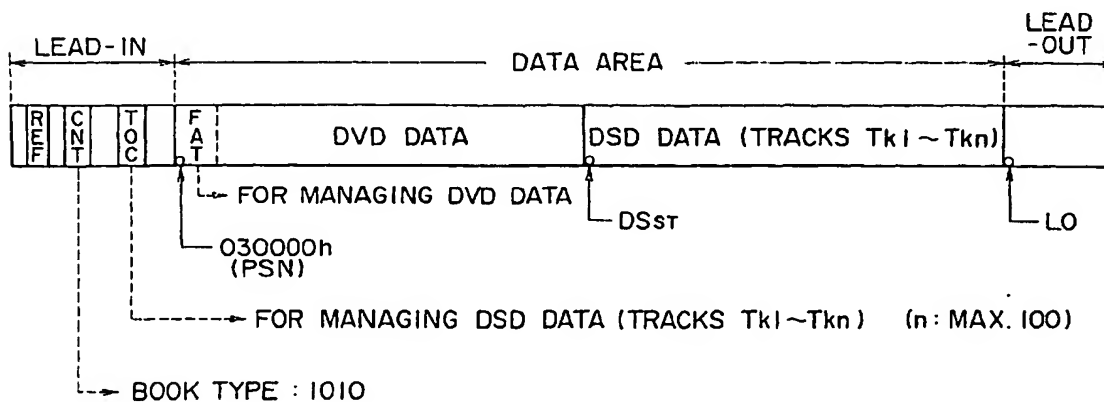 LEAD-IN
DATA AREA
LEAD
-OUT
REF
CNT
TOC
FAT
DVD DATA
DSD DATA (TRACKS Tk1~Tkn)
FOR MANAGING DVD DATA
DSST
LO
030000h
(PSN)
FOR MANAGING DSD DATA (TRACKS Tk1~Tkn) (n: MAX. 100)
BOOK TYPE : 1010